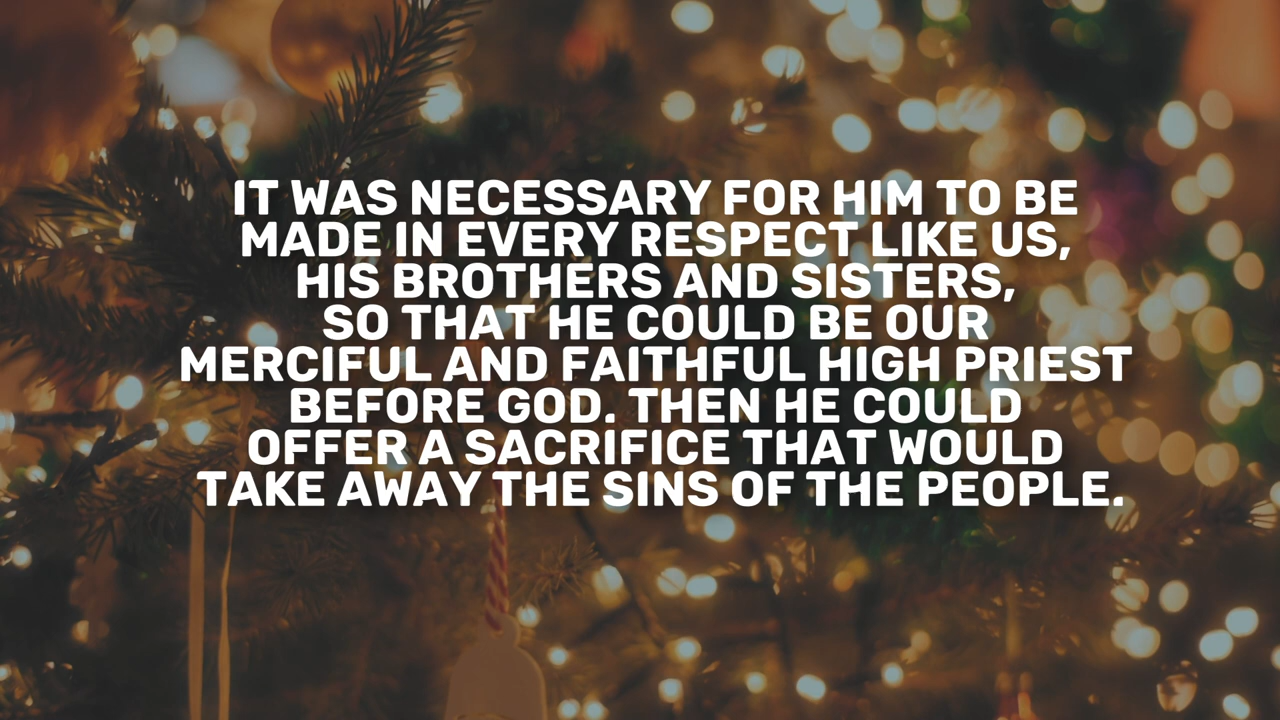 IT WAS NECESSARY FOR HIM TO BE
MADE IN EVERY RESPECT LIKE US,
HIS BROTHERS AND SISTERS,
SO THAT HE COULD BE OUR
MERCIFUL AND FAITHFUL HIGH PRIEST
BEFORE GOD. THEN HE COULD
OFFER A SACRIFICE THAT WOULD
TAKE AWAY THE SINS OF THE PEOPLE.